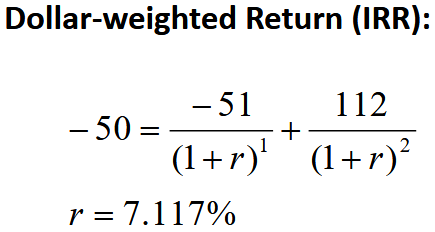 Dollar-weighted Return (IRR):
-50 = -51/(1+r)^1 + 112/(1+r)^2
r = 7.117%